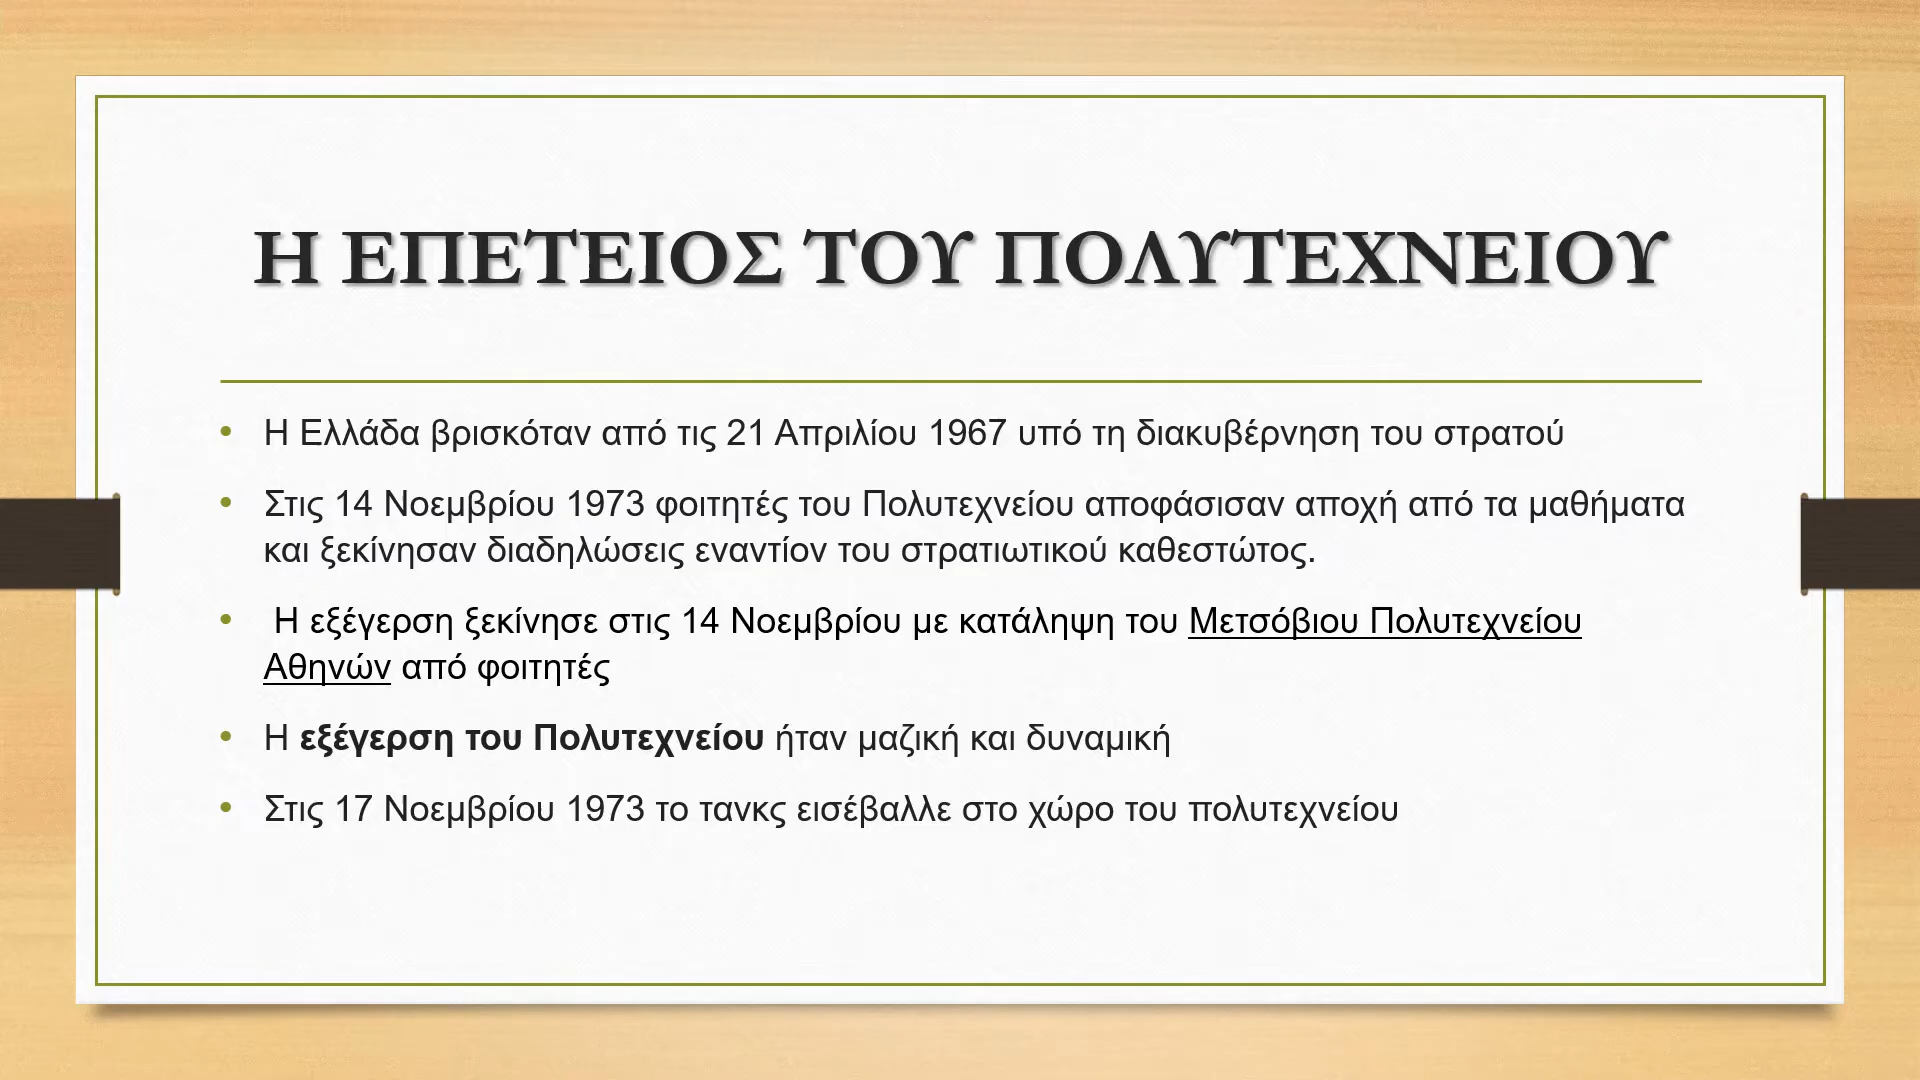 Η ΕΠΕΤΕΙΟΣ ΤΟΥ ΠΟΛΥΤΕΧΝΕΙΟΥ
• Η Ελλάδα βρισκόταν από τις 21 Απριλίου 1967 υπό τη διακυβέρνηση του στρατού
• Στις 14 Νοεμβρίου 1973 φοιτητές του Πολυτεχνείου αποφάσισαν αποχή από τα μαθήματα
και ξεκίνησαν διαδηλώσεις εναντίον του στρατιωτικού καθεστώτος.
• Η εξέγερση ξεκίνησε στις 14 Νοεμβρίου με κατάληψη του Μετσόβιου Πολυτεχνείου
Αθηνών από φοιτητές
• Η εξέγερση του Πολυτεχνείου ήταν μαζική και δυναμική
• Στις 17 Νοεμβρίου 1973 το τανκς εισέβαλλε στο χώρο του πολυτεχνείου